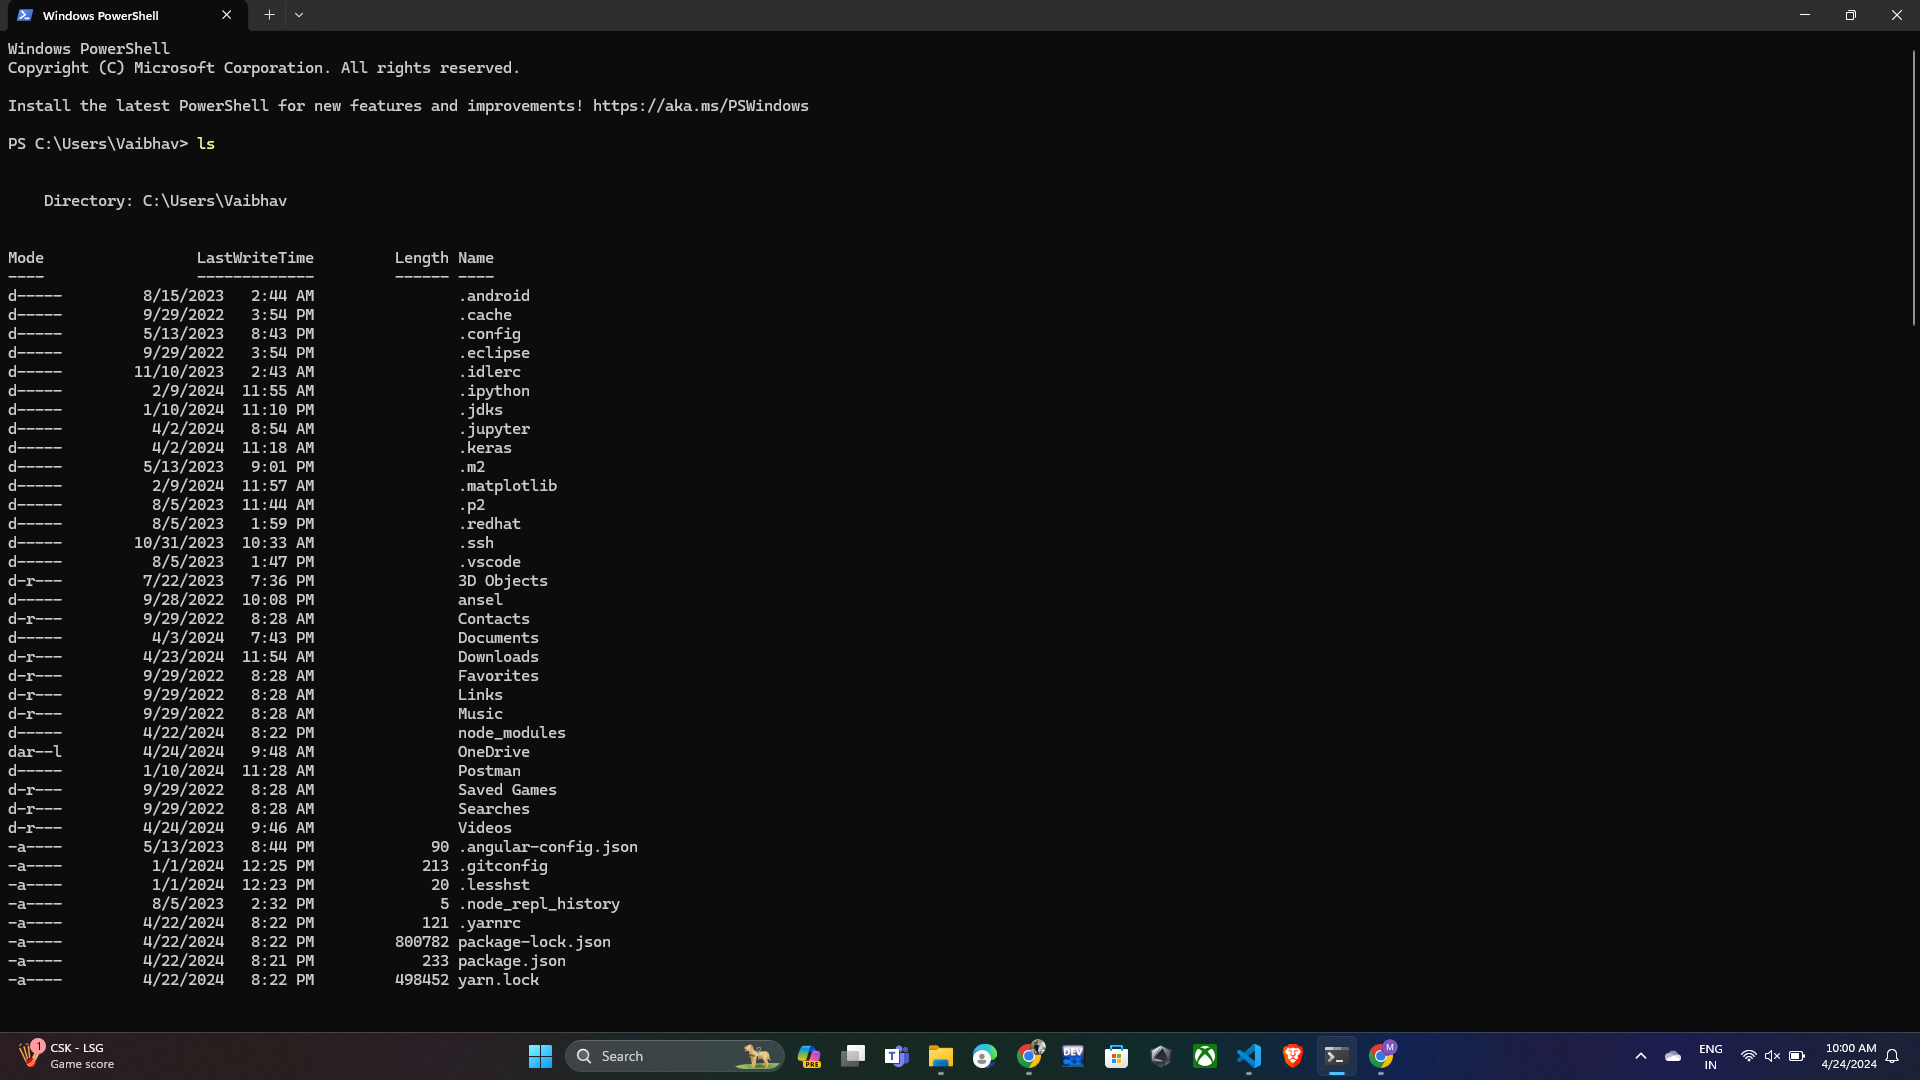 Windows PowerShell
Windows PowerShell
Copyright (C) Microsoft Corporation. All rights reserved.
Install the latest PowerShell for new features and improvements! https://aka.ms/PSWindows
PS C:\Users\Vaibhav> ls
Directory: C:\Users\Vaibhav
Mode LastWriteTime Length Name
---- ------------- ------ ----
d----- 8/15/2023 2:44 AM .android
d----- 9/29/2022 3:54 PM .cache
d----- 5/13/2023 8:43 PM .config
d----- 9/29/2022 3:54 PM .eclipse
d----- 11/10/2023 2:43 AM .idlerc
d----- 2/9/2024 11:55 AM .ipython
d----- 1/10/2024 11:10 PM .jdks
d----- 4/2/2024 8:54 AM .jupyter
d----- 4/2/2024 11:18 AM .keras
d----- 5/13/2023 9:01 PM .m2
d----- 2/9/2024 11:57 AM .matplotlib
d----- 8/5/2023 11:44 AM .p2
d----- 8/5/2023 1:59 PM .redhat
d----- 10/31/2023 10:33 AM .ssh
d----- 8/5/2023 1:47 PM .vscode
d-r--- 7/22/2023 7:36 PM 3D Objects
d----- 9/28/2022 10:08 PM ansel
d-r--- 9/29/2022 8:28 AM Contacts
d----- 4/3/2024 7:43 PM Documents
d-r--- 4/23/2024 11:54 AM Downloads
d-r--- 9/29/2022 8:28 AM Favorites
d-r--- 9/29/2022 8:28 AM Links
d-r--- 9/29/2022 8:28 AM Music
d----- 4/22/2024 8:22 PM node_modules
dar--l 4/24/2024 9:48 AM OneDrive
d----- 1/10/2024 11:28 AM Postman
d-r--- 9/29/2022 8:28 AM Saved Games
d-r--- 9/29/2022 8:28 AM Searches
d-r--- 4/24/2024 9:46 AM Videos
-a---- 5/13/2023 8:44 PM 90 .angular-config.json
-a---- 1/1/2024 12:25 PM 213 .gitconfig
-a---- 1/1/2024 12:23 PM 20 .lesshst
-a---- 8/5/2023 2:32 PM 5 .node_repl_history
-a---- 4/22/2024 8:22 PM 121 .yarnrc
-a---- 4/22/2024 8:22 PM 800782 package-lock.json
-a---- 4/22/2024 8:21 PM 233 package.json
-a---- 4/22/2024 8:22 PM 498452 yarn.lock
1
CSK - LSG
Game score
Search
PRE
DEV
M
ENG
IN
10:00 AM
4/24/2024